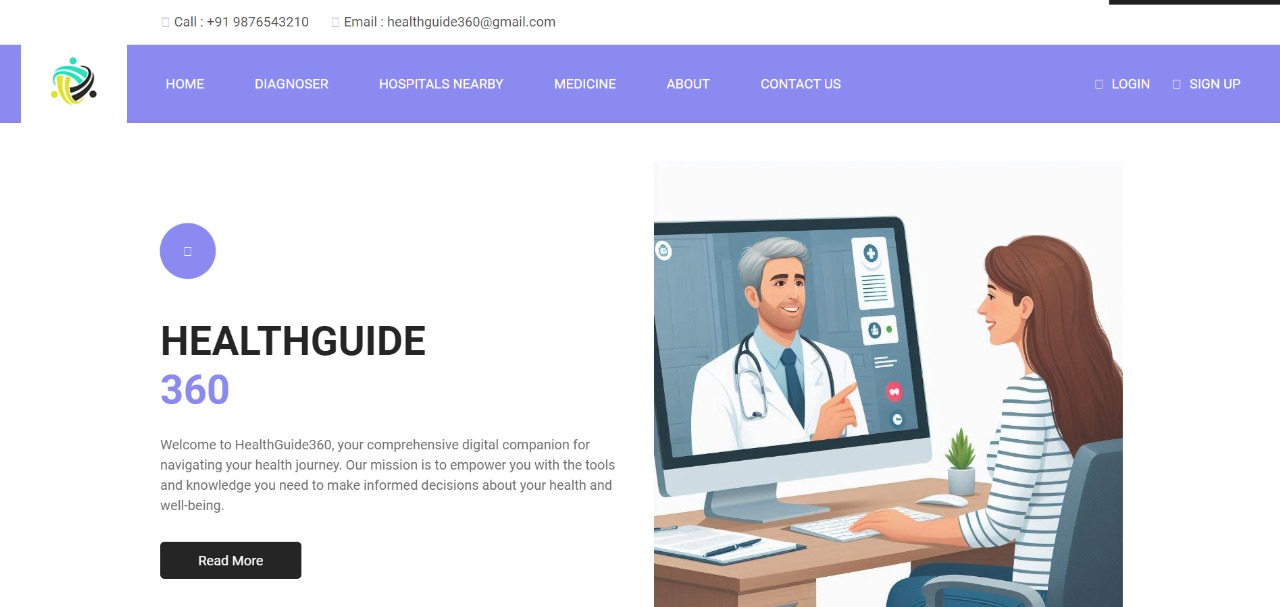 Call : +91 9876543210 Email : healthguide360@gmail.com
HOME DIAGNOSER HOSPITALS NEARBY MEDICINE ABOUT CONTACT US LOGIN SIGN UP
HEALTHGUIDE
360
Welcome to HealthGuide360, your comprehensive digital companion for
navigating your health journey. Our mission is to empower you with the tools
and knowledge you need to make informed decisions about your health and
well-being.
Read More